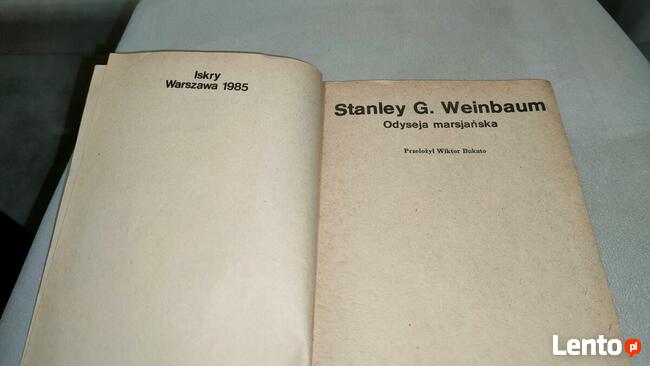 Iskry
Warszawa 1985
Stanley G. Weinbaum
Odyseja marsjańska
Przełożył Wiktor Bukato
Lento.pl